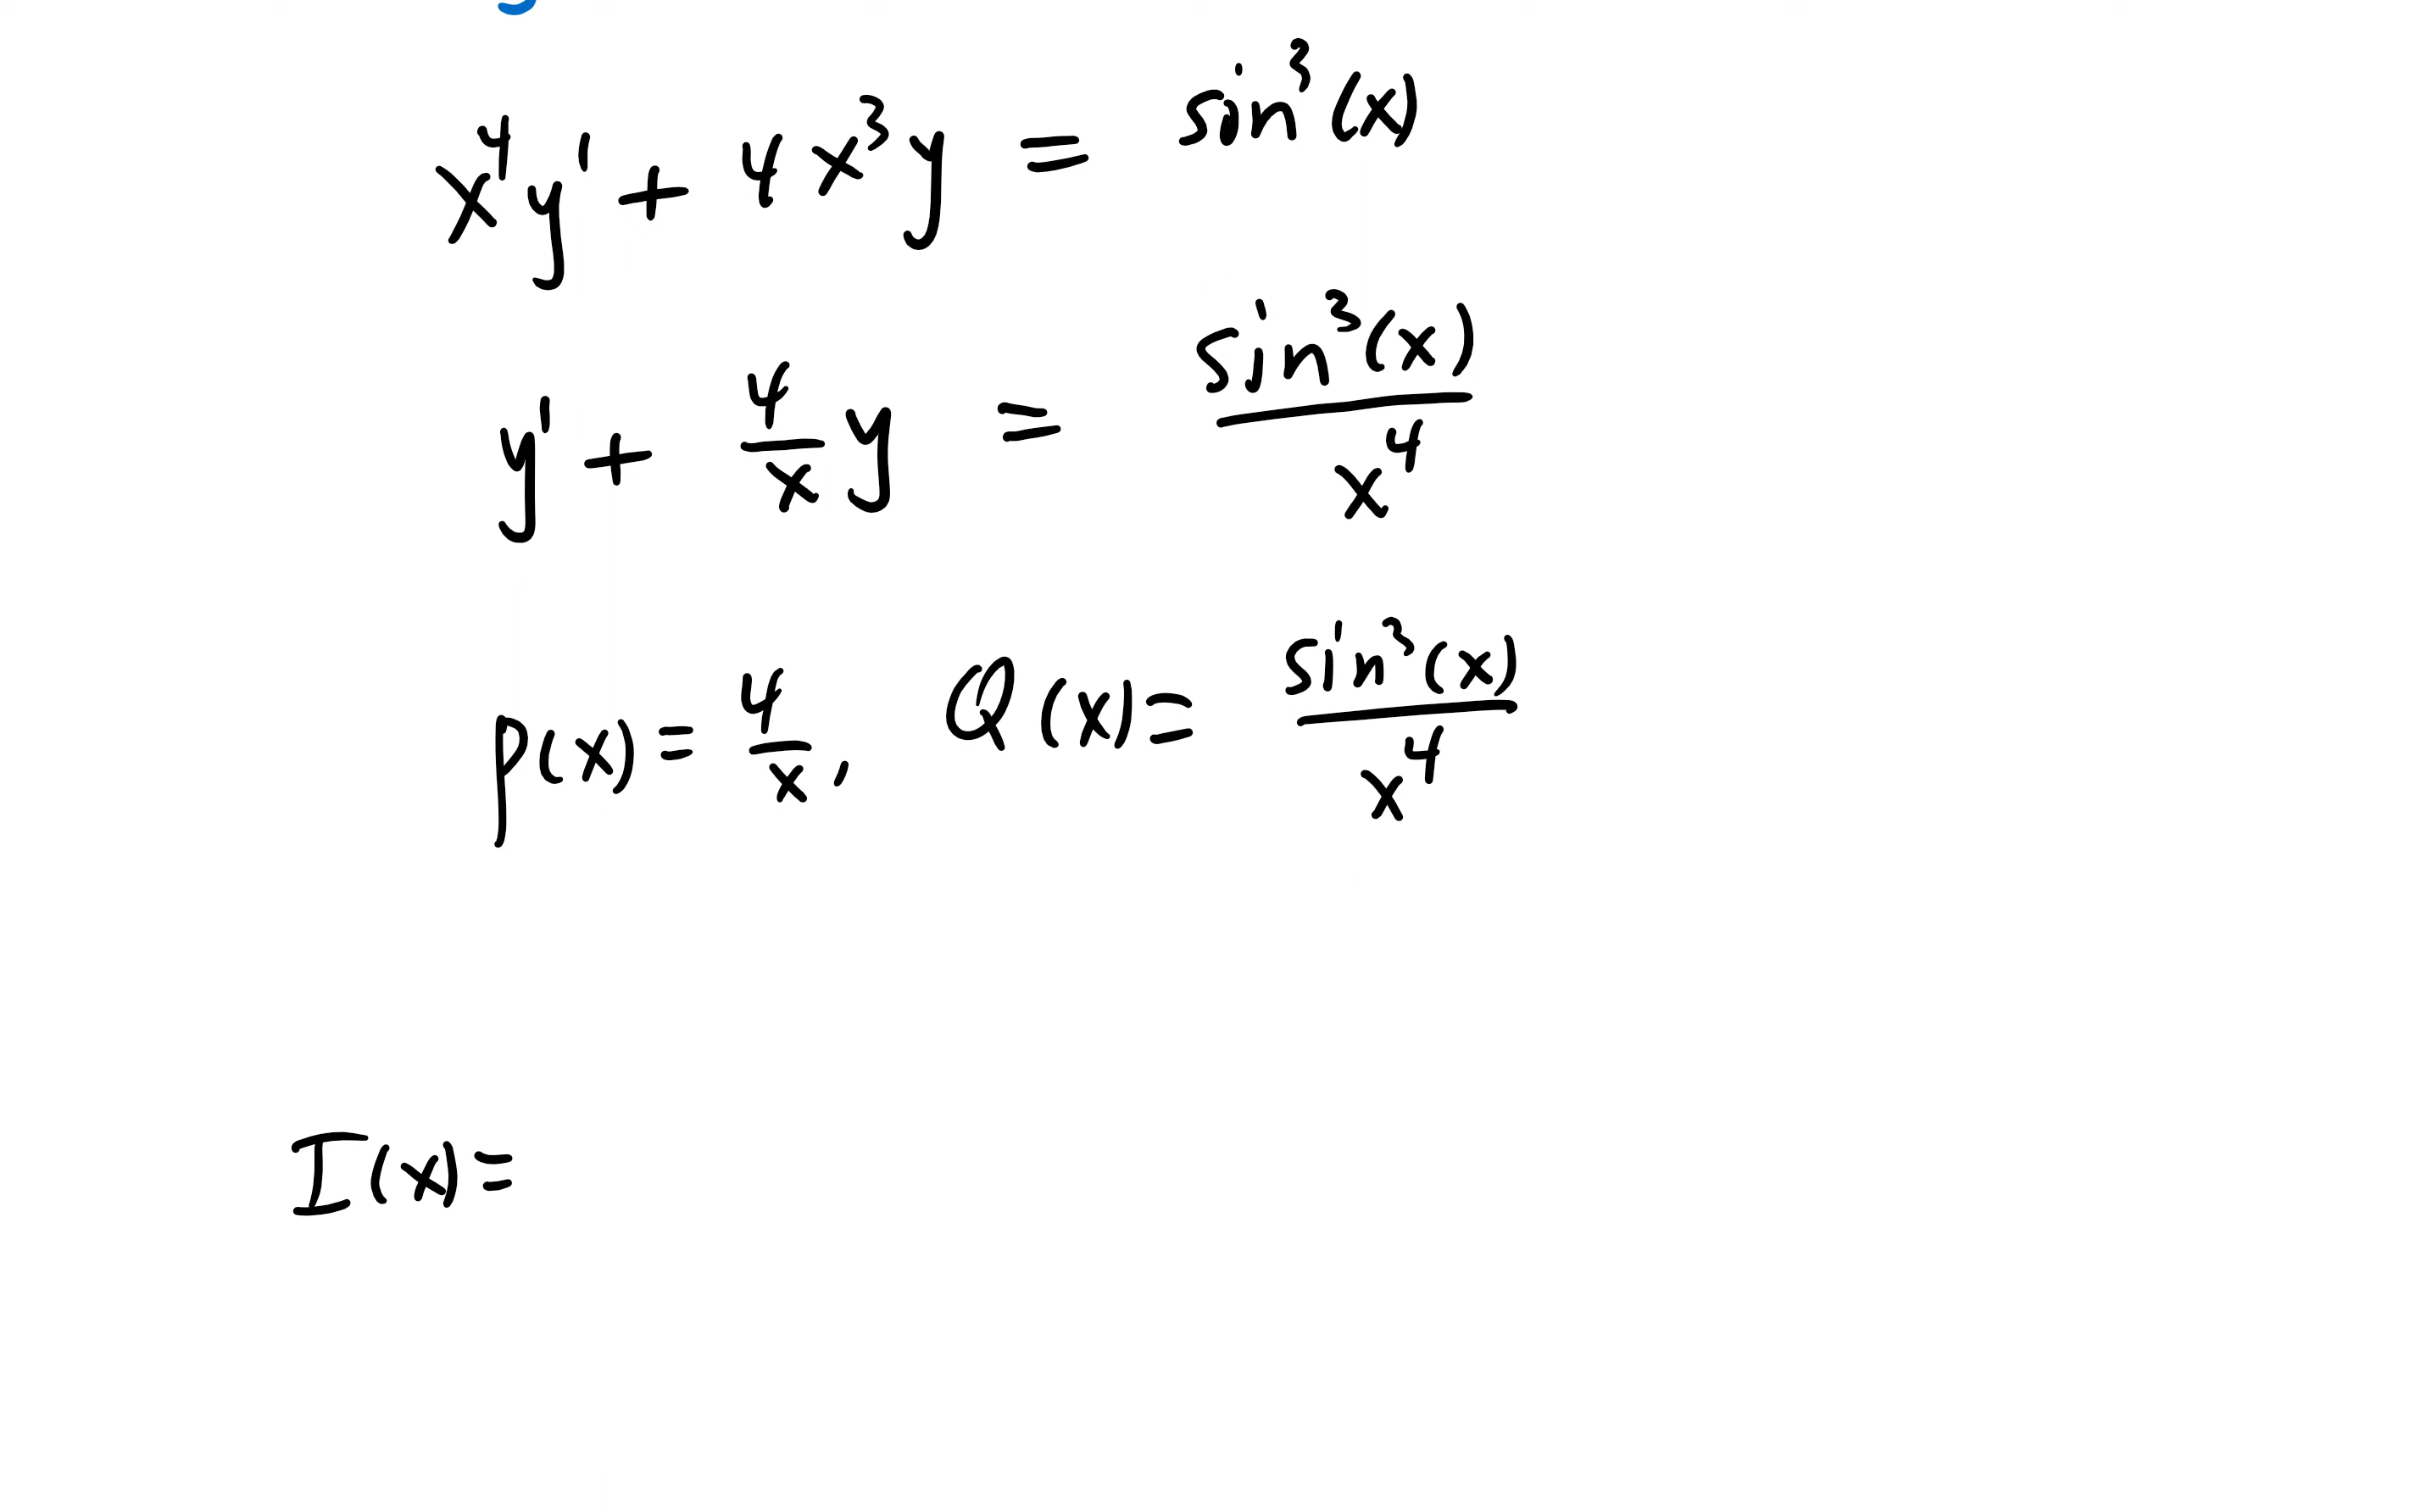 x⁴y' + 4x³y = sin³(x)
y' + 4/x y = sin³(x)/x⁴
p(x) = 4/x, Q(x) = sin³(x)/x⁴
I(x) =